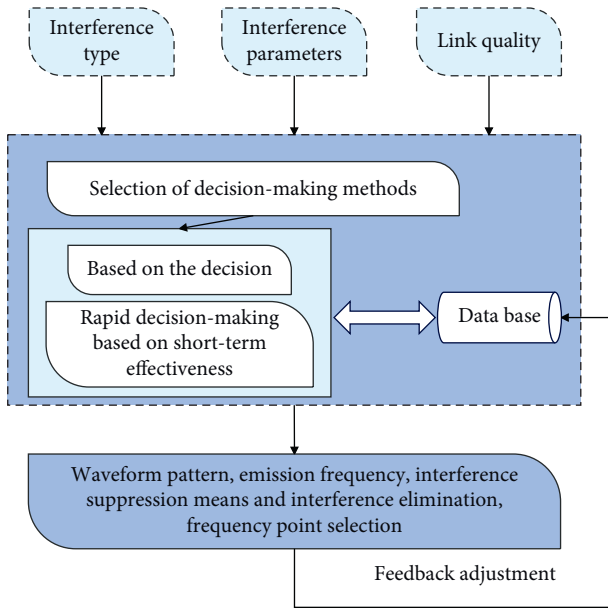 Interference
type
Interference
parameters
Link quality
Selection of decision-making methods
Based on the decision
Rapid decision-making
based on short-term
effectiveness
Data base
Waveform pattern, emission frequency, interference
suppression means and interference elimination,
frequency point selection
Feedback adjustment